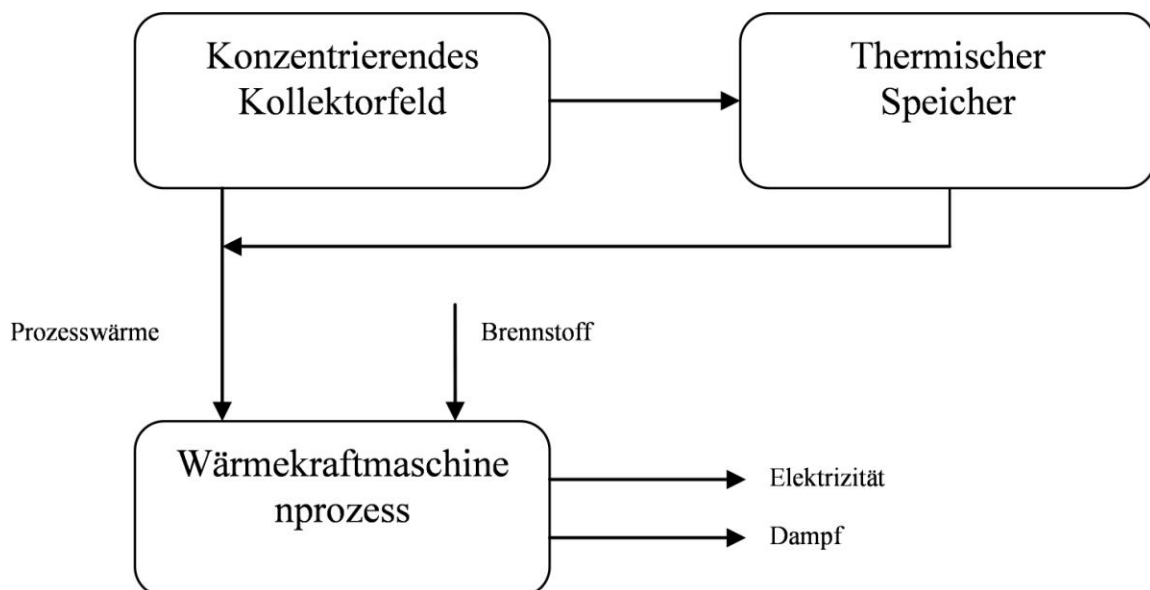 Konzentrierendes
Kollektorfeld
Thermischer
Speicher
Prozesswärme
Brennstoff
Wärmekraftmaschine
nprozess
Elektrizität
Dampf